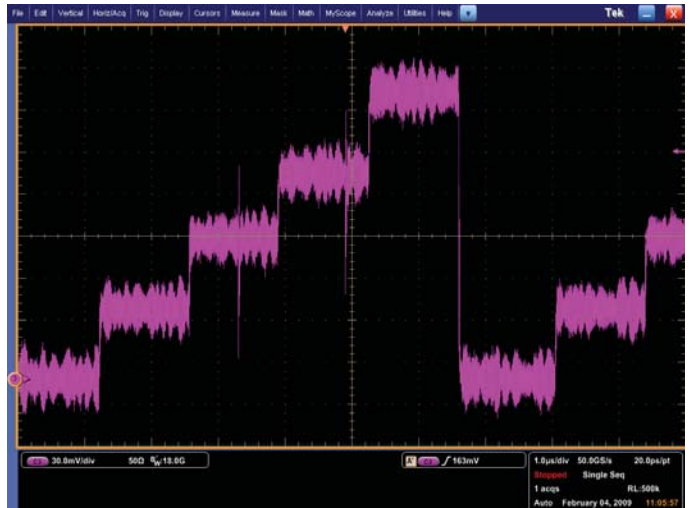 File Edit Vertical Horiz/Acq Trig Display Cursors Measure Mask Math MyScope Analyze Utilities Help Tek
30.0mV/div 50Ω BW:18.0G
A' C3 163mV
1.0µs/div 50.0GS/s 20.0ps/pt
Stopped Single Seq
1 acqs RL:500k
Auto February 04, 2009 11:05:57